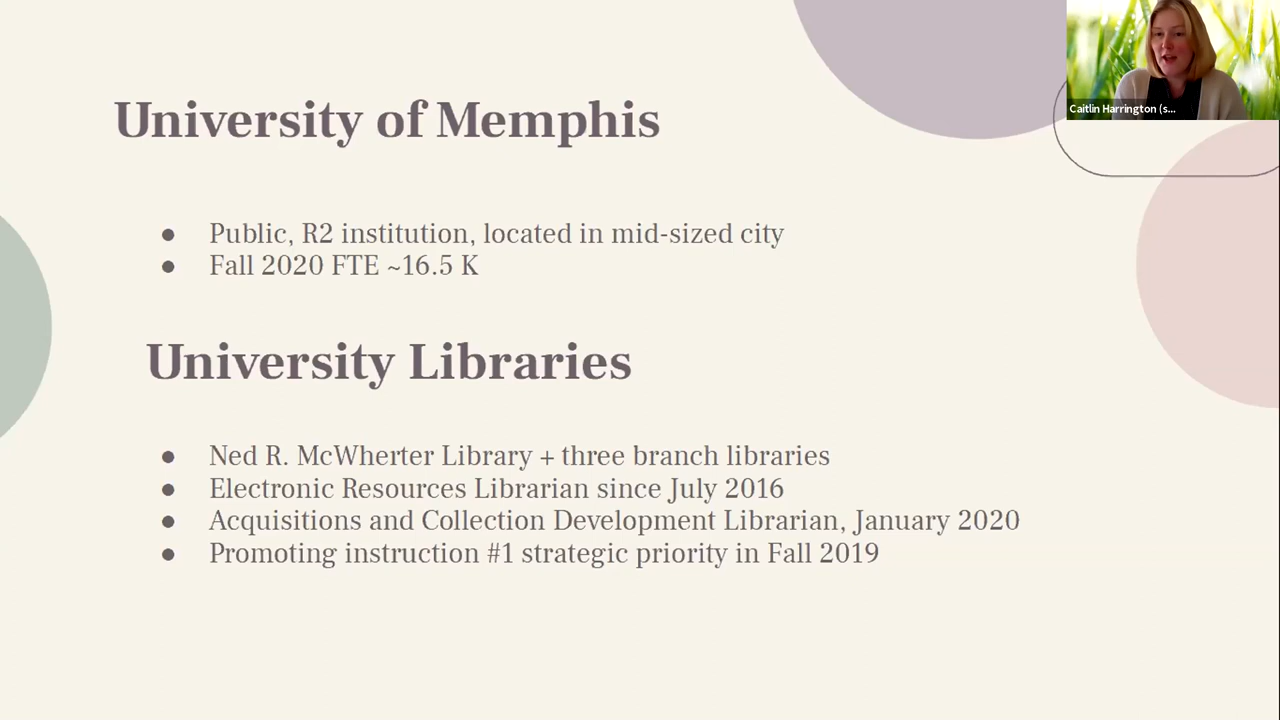 University of Memphis
Caitlin Harrington (s...
● Public, R2 institution, located in mid-sized city
● Fall 2020 FTE ~16.5 K
University Libraries
● Ned R. McWherter Library + three branch libraries
● Electronic Resources Librarian since July 2016
● Acquisitions and Collection Development Librarian, January 2020
● Promoting instruction #1 strategic priority in Fall 2019